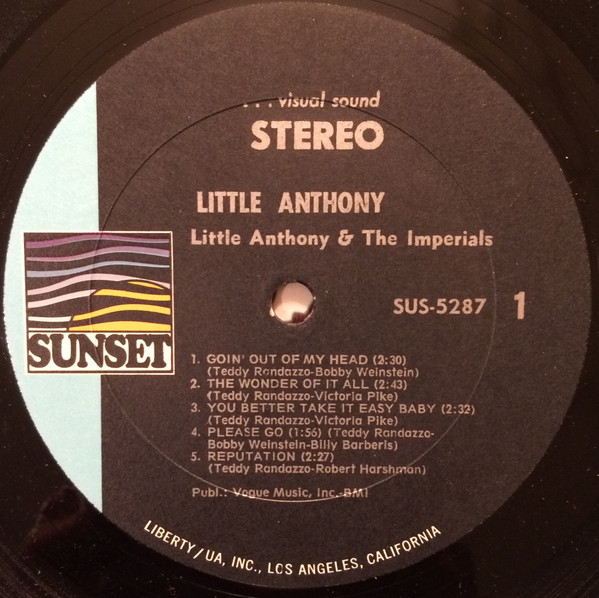 . . . visual sound
STEREO
LITTLE ANTHONY
Little Anthony & The Imperials
SUS-5287 1
SUNSET
1. GOIN' OUT OF MY HEAD (2:30)
(Teddy Randazzo-Bobby Weinstein)
2. THE WONDER OF IT ALL (2:43)
(Teddy Randazzo-Victoria Pike)
3. YOU BETTER TAKE IT EASY BABY (2:32)
(Teddy Randazzo-Victoria Pike)
4. PLEASE GO (1:56) (Teddy Randazzo-
Bobby Weinstein-Billy Barberis)
5. REPUTATION (2:27)
(Teddy Randazzo-Robert Harshman)
Publ.: Vogue Music, Inc.-BMI
LIBERTY/UA, INC., LOS ANGELES, CALIFORNIA